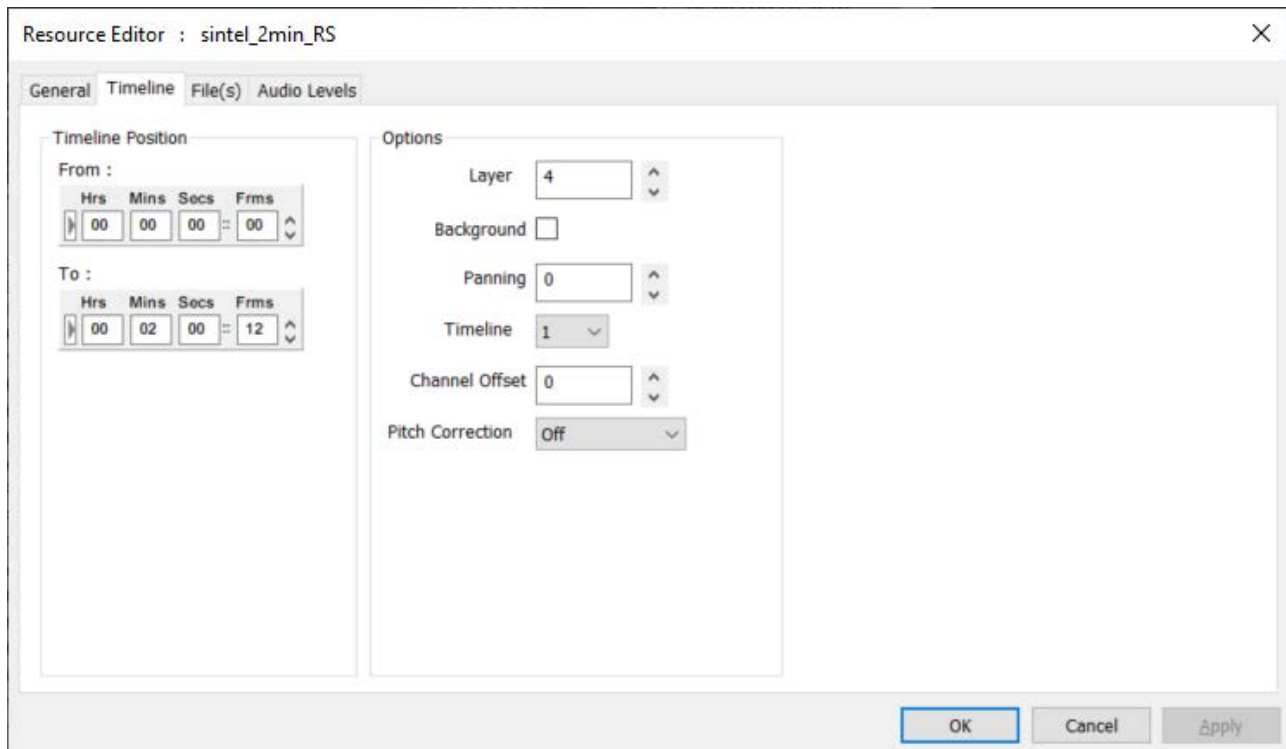 Resource Editor : sintel_2min_RS
General Timeline File(s) Audio Levels
Timeline Position
From :
Hrs Mins Secs Frms
00 00 00 :: 00
To :
Hrs Mins Secs Frms
00 02 00 :: 12
Options
Layer 4
Background
Panning 0
Timeline 1
Channel Offset 0
Pitch Correction Off
OK Cancel Apply